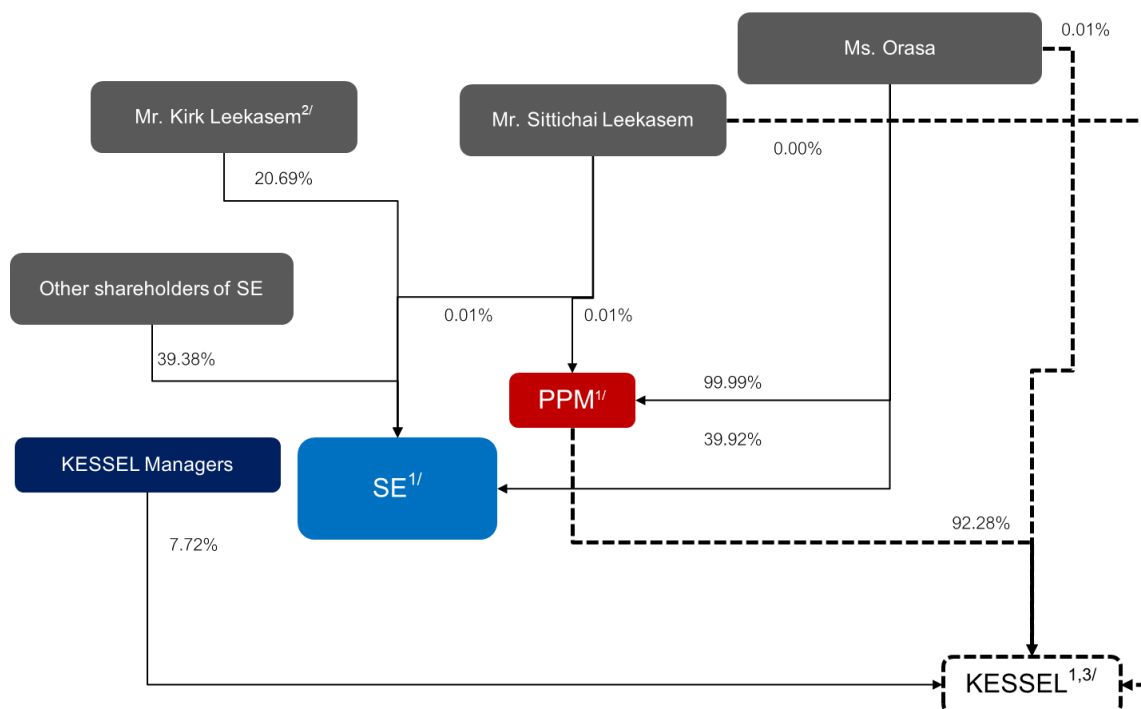 Ms. Orasa
0.01%
Mr. Kirk Leekasem2/
Mr. Sittichai Leekasem
0.00%
20.69%
Other shareholders of SE
0.01%
0.01%
39.38%
PPM1/
99.99%
39.92%
KESSEL Managers
SE1/
7.72%
92.28%
KESSEL1,3/